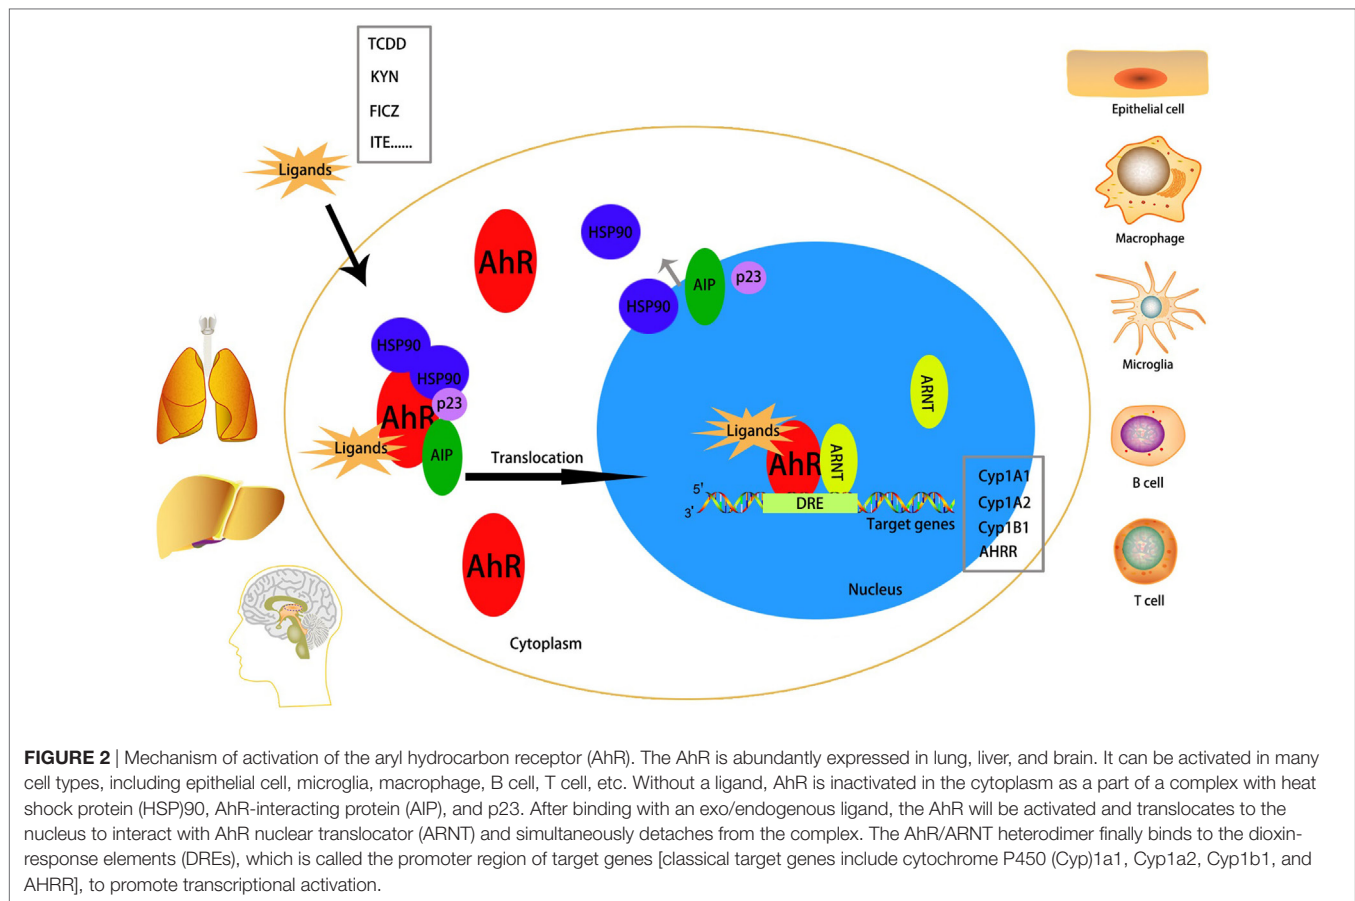 TCDD
KYN
FICZ
ITE......
Ligands
Epithelial cell
Macrophage
Microglia
B cell
T cell
AhR
HSP90
HSP90
AIP
p23
HSP90
HSP90
AhR
p23
Ligands
AIP
Translocation
ARNT
Ligands
AhR
ARNT
5'
3'
DRE
Target genes
Cyp1A1
Cyp1A2
Cyp1B1
AHRR
Nucleus
AhR
Cytoplasm
FIGURE 2 | Mechanism of activation of the aryl hydrocarbon receptor (AhR). The AhR is abundantly expressed in lung, liver, and brain. It can be activated in many
cell types, including epithelial cell, microglia, macrophage, B cell, T cell, etc. Without a ligand, AhR is inactivated in the cytoplasm as a part of a complex with heat
shock protein (HSP)90, AhR-interacting protein (AIP), and p23. After binding with an exo/endogenous ligand, the AhR will be activated and translocates to the
nucleus to interact with AhR nuclear translocator (ARNT) and simultaneously detaches from the complex. The AhR/ARNT heterodimer finally binds to the dioxin-
response elements (DREs), which is called the promoter region of target genes [classical target genes include cytochrome P450 (Cyp)1a1, Cyp1a2, Cyp1b1, and
AHRR], to promote transcriptional activation.